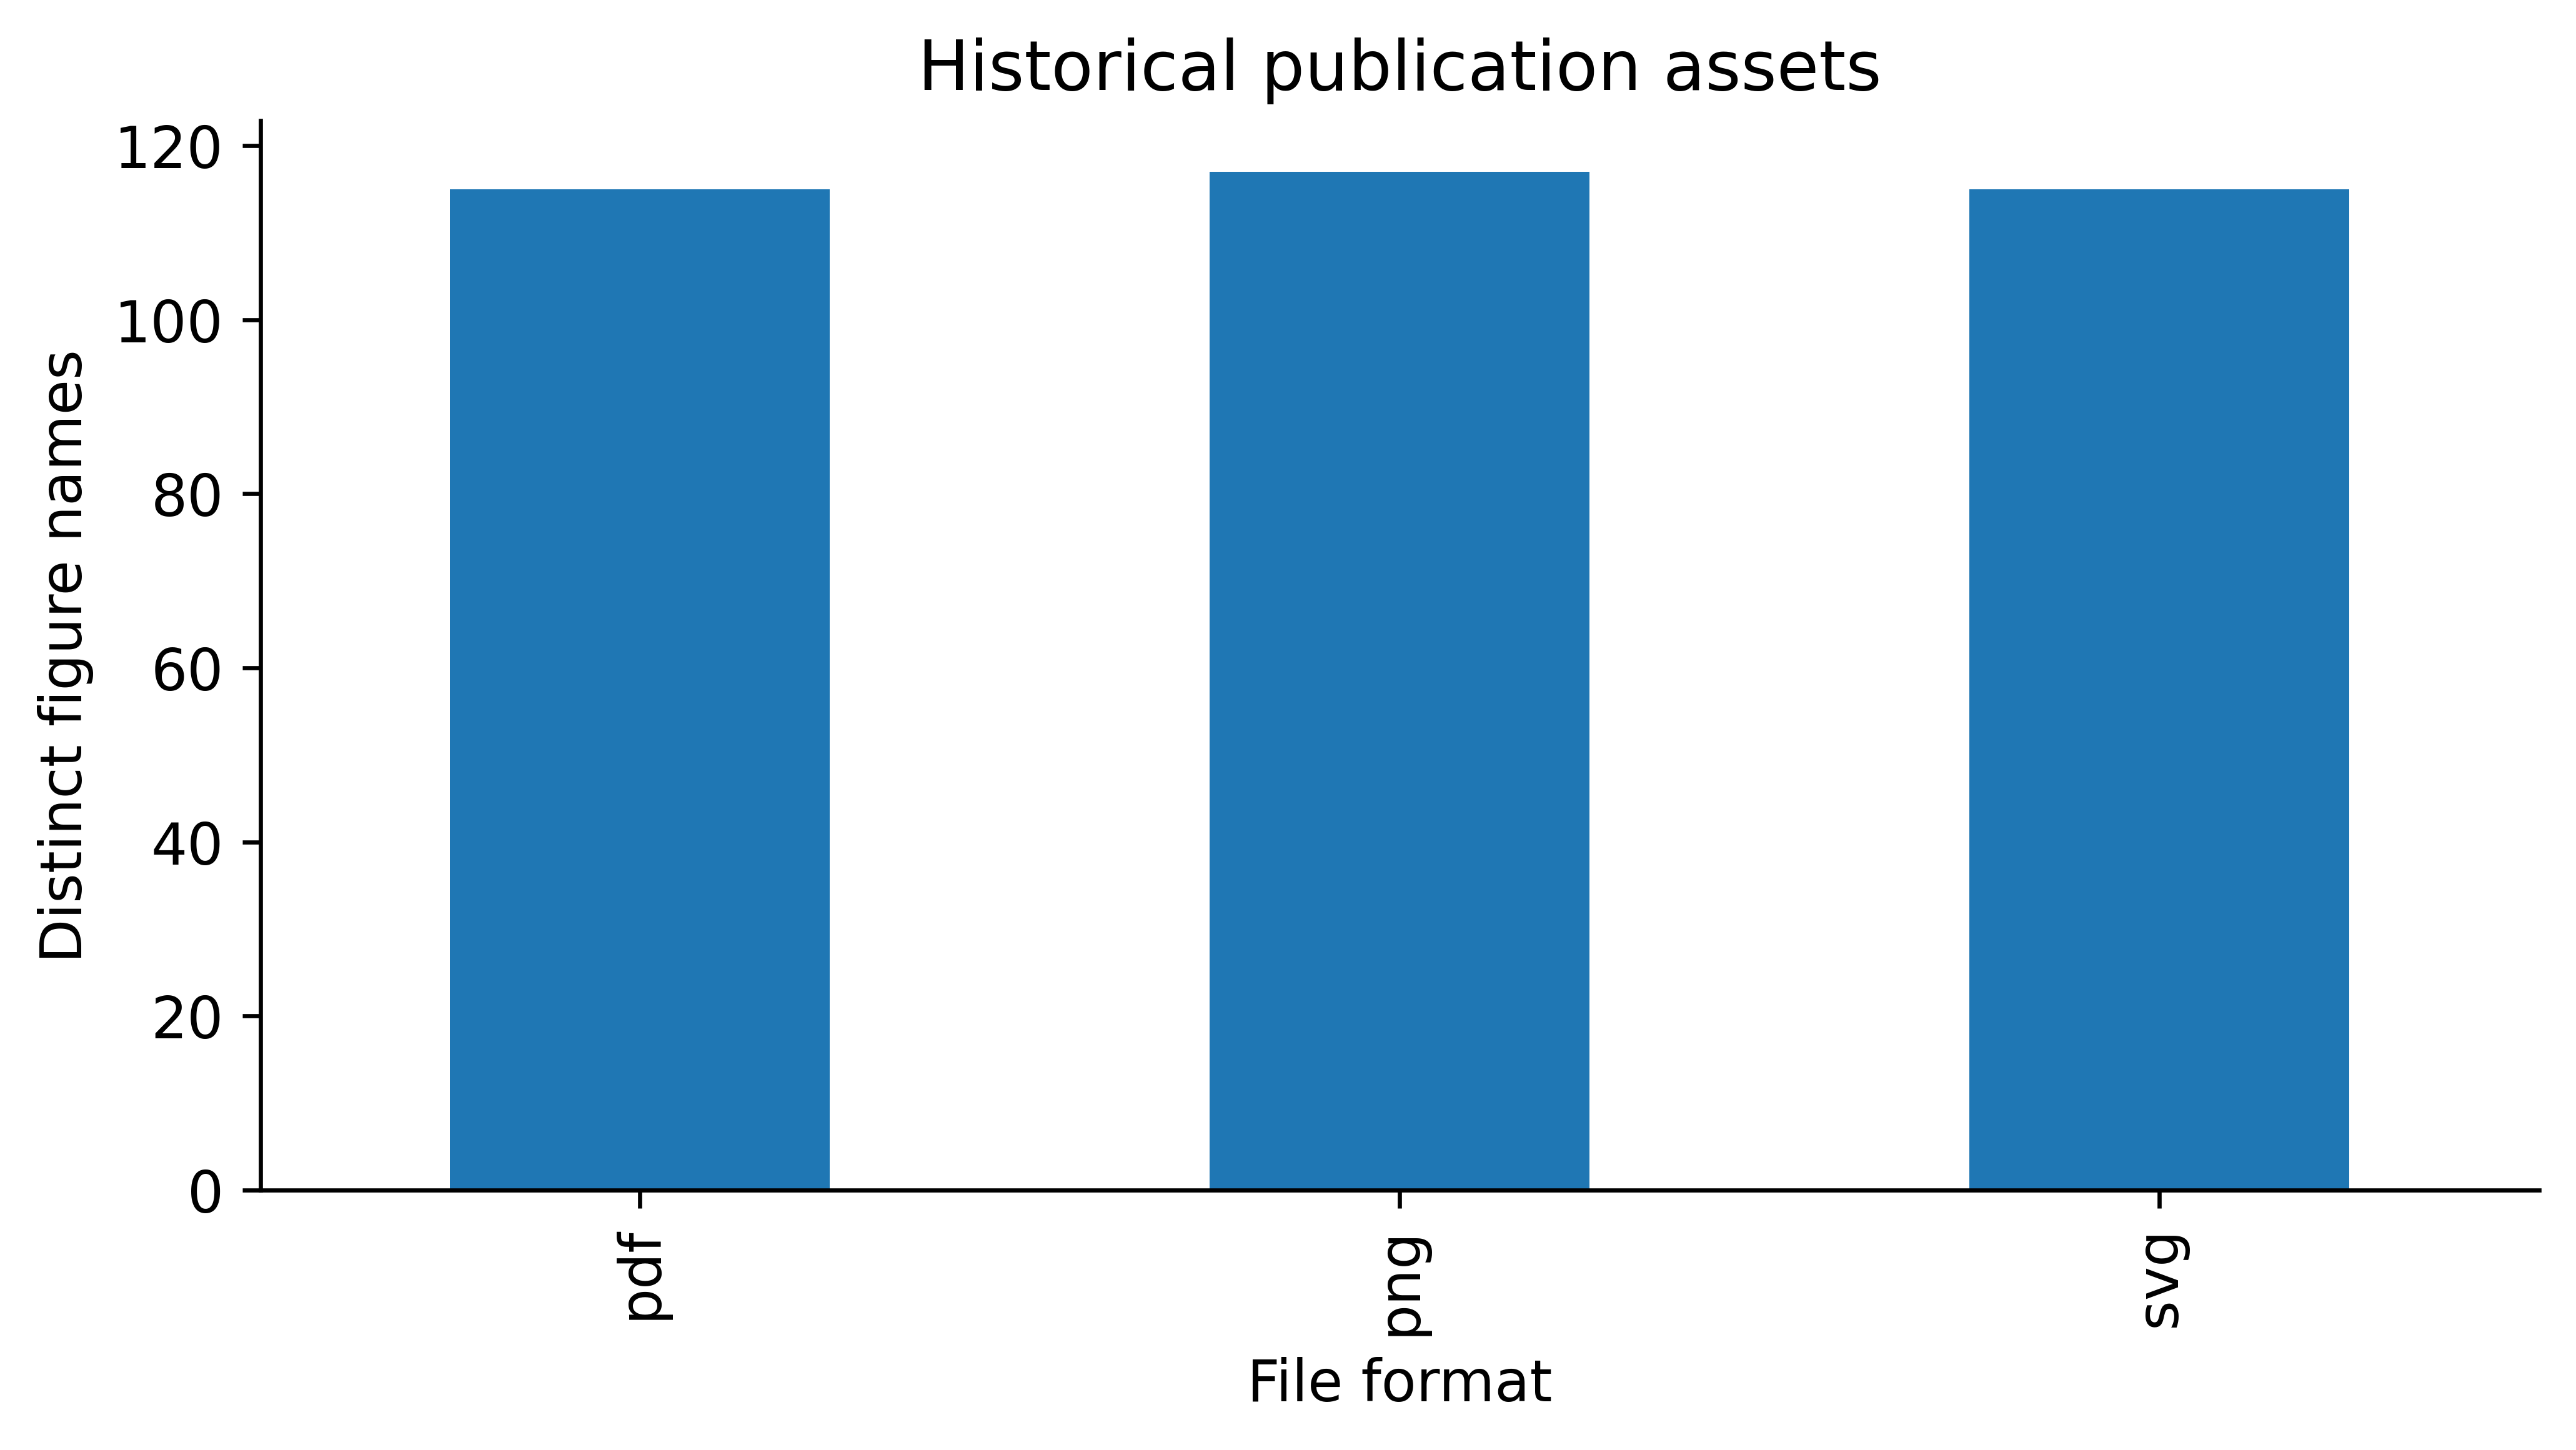 Historical publication assets
120
100
80
60
40
20
0
Distinct figure names
pdf
png
svg
File format